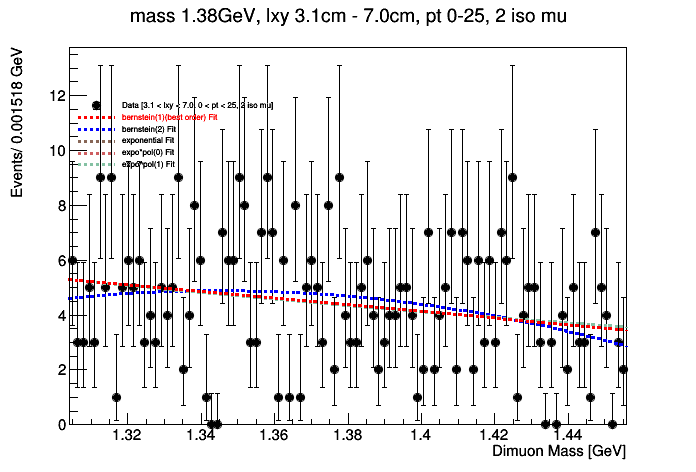 mass 1.38GeV, lxy 3.1cm - 7.0cm, pt 0-25, 2 iso mu
Events/ 0.001518 GeV
12
10
8
6
4
2
0
Data [3.1 < lxy < 7.0, 0 < pt < 25, 2 iso mu]
bernstein(1)(best order) Fit
bernstein(2) Fit
exponential Fit
expo*pol(0) Fit
expo*pol(1) Fit
1.32 1.34 1.36 1.38 1.4 1.42 1.44
Dimuon Mass [GeV]